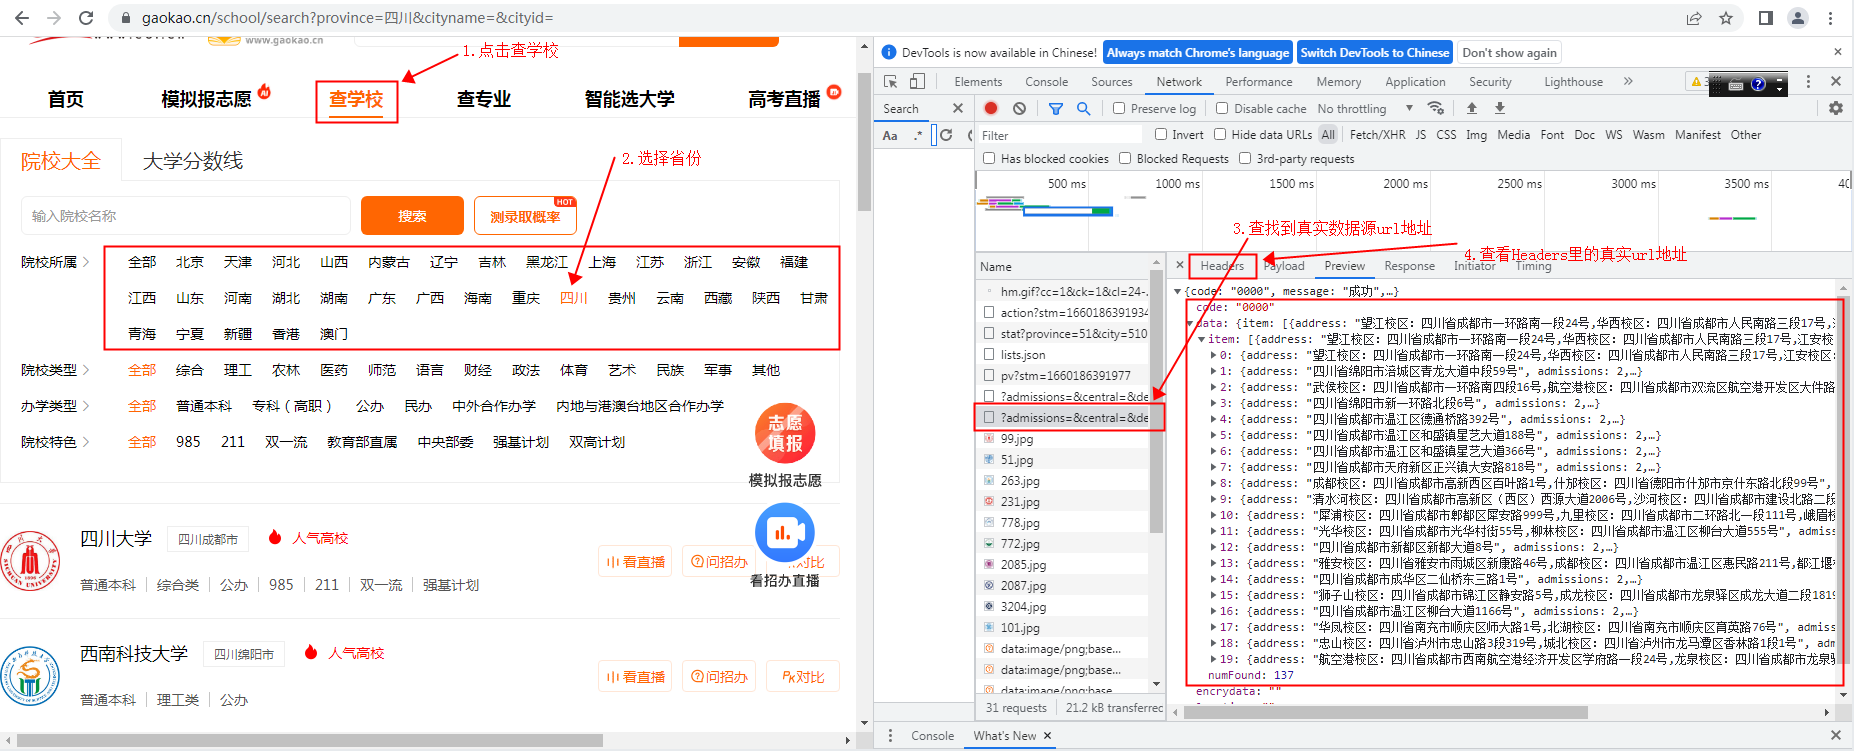 gaokao.cn/school/search?province=四川&cityname=&cityid=
www.gaokao.cn
1.点击查学校
首页 模拟报志愿 查学校 查专业 智能选大学 高考直播
院校大全 大学分数线
2.选择省份
输入院校名称 搜索 测录取概率 HOT
院校所属 全部 北京 天津 河北 山西 内蒙古 辽宁 吉林 黑龙江 上海 江苏 浙江 安徽 福建
江西 山东 河南 湖北 湖南 广东 广西 海南 重庆 四川 贵州 云南 西藏 陕西 甘肃
青海 宁夏 新疆 香港 澳门
院校类型 全部 综合 理工 农林 医药 师范 语言 财经 政法 体育 艺术 民族 军事 其他
办学类型 全部 普通本科 专科（高职） 公办 民办 中外合作办学 内地与港澳台地区合作办学
院校特色 全部 985 211 双一流 教育部直属 中央部委 强基计划 双高计划
志愿
填报
模拟报志愿
四川大学 四川成都市 人气高校
看直播 问招办 对比
看招办直播
普通本科 综合类 公办 985 211 双一流 强基计划
西南科技大学 四川绵阳市 人气高校
看直播 问招办 PK对比
普通本科 理工类 公办
DevTools is now available in Chinese! Always match Chrome's language Switch DevTools to Chinese Don't show again
Elements Console Sources Network Performance Memory Application Security Lighthouse
Search Preserve log Disable cache No throttling
Aa .*
Filter Invert Hide data URLs All Fetch/XHR JS CSS Img Media Font Doc WS Wasm Manifest Other
Has blocked cookies Blocked Requests 3rd-party requests
500 ms 1000 ms 1500 ms 2000 ms 2500 ms 3000 ms 3500 ms
3.查找到真实数据源url地址
4.查看Headers里的真实url地址
Name
hm.gif?cc=1&ck=1&cl=24-.
action?stm=1660186391934
stat?province=51&city=510
lists.json
pv?stm=1660186391977
?admissions=&central=&de
?admissions=&central=&de
99.jpg
51.jpg
263.jpg
231.jpg
778.jpg
772.jpg
2085.jpg
2087.jpg
3204.jpg
101.jpg
data:image/png;base...
data:image/png;base...
data:image/png;base
31 requests 21.2 kB transferred
Headers Payload Preview Response Initiator Timing
{code: "0000", message: "成功",…}
code: "0000"
data: {item: [{address: "望江校区：四川省成都市一环路南一段24号,华西校区：四川省成都市人民南路三段17号,
item: [{address: "望江校区：四川省成都市一环路南一段24号,华西校区：四川省成都市人民南路三段17号,江安校区
0: {address: "望江校区：四川省成都市一环路南一段24号,华西校区：四川省成都市人民南路三段17号,江安校区：
1: {address: "四川省绵阳市涪城区青龙大道中段59号", admissions: 2,…}
2: {address: "武侯校区：四川省成都市一环路南四段16号,航空港校区：四川省成都市双流区航空港开发区大件路
3: {address: "四川省绵阳市新一环路北段6号", admissions: 2,…}
4: {address: "四川省成都市温江区德通桥路392号", admissions: 2,…}
5: {address: "四川省成都市温江区和盛镇星艺大道188号", admissions: 2,…}
6: {address: "四川省成都市温江区和盛镇星艺大道366号", admissions: 2,…}
7: {address: "四川省成都市天府新区正兴镇大安路818号", admissions: 2,…}
8: {address: "成都校区：四川省成都市高新西区百叶路1号,什邡校区：四川省德阳市什邡市京什东路北段99号",
9: {address: "清水河校区：四川省成都市高新区（西区）西源大道2006号,沙河校区：四川省成都市建设北路二段
10: {address: "犀浦校区：四川省成都市郫都区犀安路999号,九里校区：四川省成都市二环路北一段111号,峨眉校
11: {address: "光华校区：四川省成都市光华村街55号,柳林校区：四川省成都市温江区柳台大道555号", admissi
12: {address: "四川省成都市新都区新都大道8号", admissions: 2,…}
13: {address: "雅安校区：四川省雅安市雨城区新康路46号,成都校区：四川省成都市温江区惠民路211号,都江堰校
14: {address: "四川省成都市成华区二仙桥东三路1号", admissions: 2,…}
15: {address: "狮子山校区：四川省成都市锦江区静安路5号,成龙校区：四川省成都市龙泉驿区成龙大道二段1819
16: {address: "四川省成都市温江区柳台大道1166号", admissions: 2,…}
17: {address: "华凤校区：四川省南充市顺庆区师大路1号,北湖校区：四川省南充市顺庆区育英路76号", admiss
18: {address: "忠山校区：四川省泸州市忠山路3段319号,城北校区：四川省泸州市龙马潭区香林路1段1号", adm
19: {address: "航空港校区：四川省成都市西南航空港经济开发区学府路一段24号,龙泉校区：四川省成都市龙泉驿
numFound: 137
encrydata: ""
Console What's New